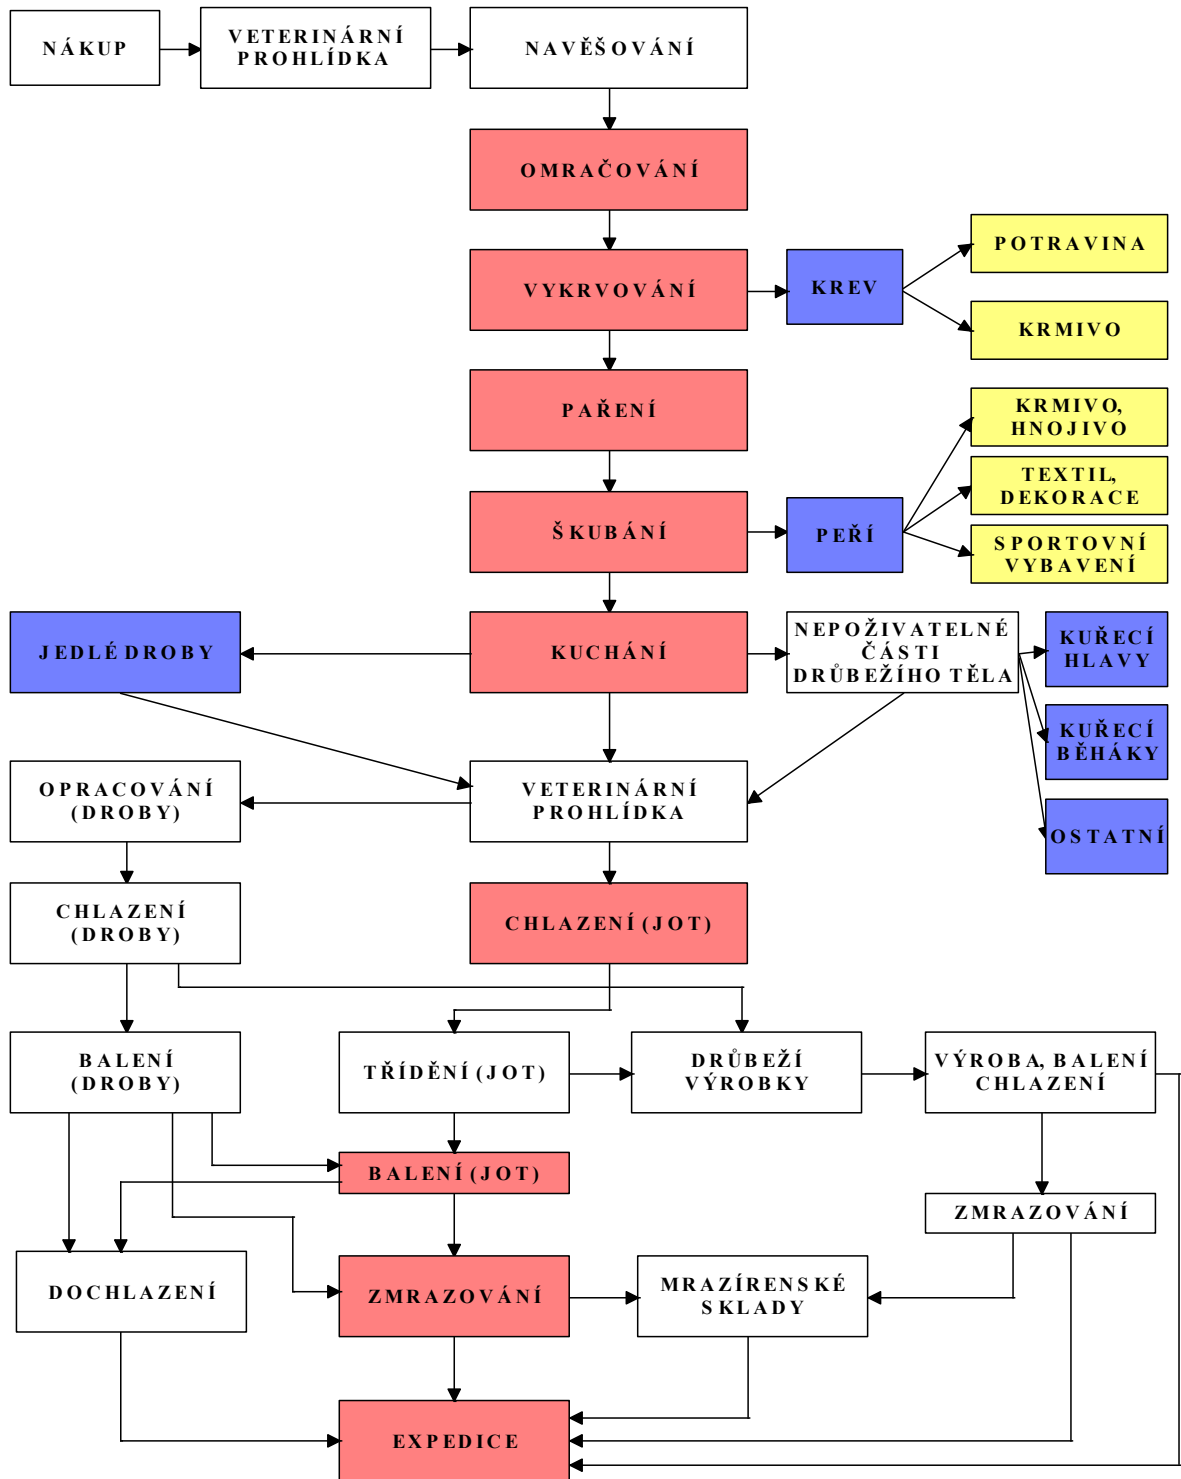 NÁKUP
VETERINÁRNÍ
PROHLÍDKA
NAVĚŠOVÁNÍ
OMRAČOVÁNÍ
VYKRVOVÁNÍ
KREV
POTRAVINA
KRMIVO
PAŘENÍ
KRMIVO,
HNOJIVO
TEXTIL,
DEKORACE
ŠKUBÁNÍ
PEŘÍ
SPORTOVNÍ
VYBAVENÍ
JEDLÉ DROBY
KUCHÁNÍ
NEPOŽIVATELNÉ
ČÁSTI
DRŮBEŽÍHO TĚLA
KUŘECÍ
HLAVY
KUŘECÍ
BĚHÁKY
OPRACOVÁNÍ
(DROBY)
VETERINÁRNÍ
PROHLÍDKA
OSTATNÍ
CHLAZENÍ
(DROBY)
CHLAZENÍ (JOT)
BALENÍ
(DROBY)
TŘÍDĚNÍ (JOT)
DRŮBEŽÍ
VÝROBKY
VÝROBA, BALENÍ
CHLAZENÍ
BALENÍ (JOT)
ZMRAZOVÁNÍ
DOCHLAZENÍ
ZMRAZOVÁNÍ
MRAZÍRENSKÉ
SKLADY
EXPEDICE